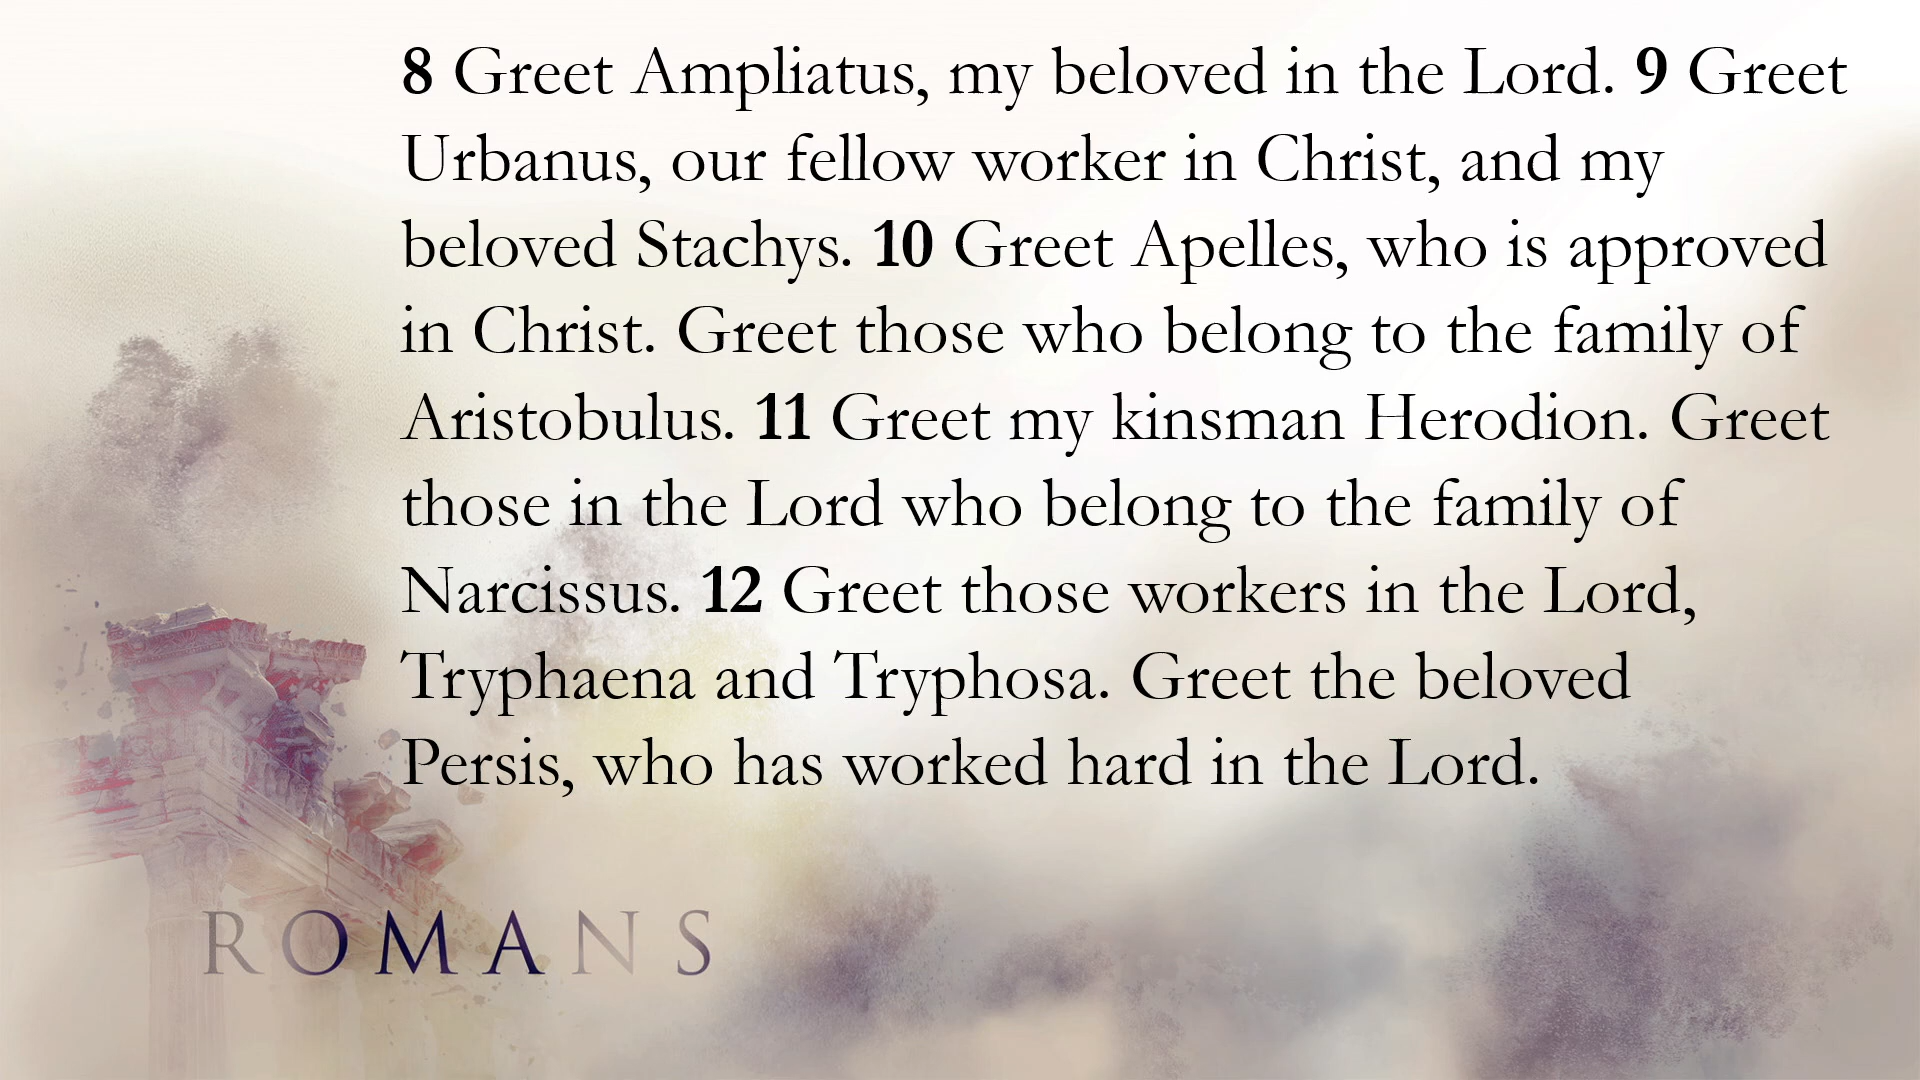 8 Greet Ampliatus, my beloved in the Lord. 9 Greet
Urbanus, our fellow worker in Christ, and my
beloved Stachys. 10 Greet Apelles, who is approved
in Christ. Greet those who belong to the family of
Aristobulus. 11 Greet my kinsman Herodion. Greet
those in the Lord who belong to the family of
Narcissus. 12 Greet those workers in the Lord,
Tryphaena and Tryphosa. Greet the beloved
Persis, who has worked hard in the Lord.
ROMANS